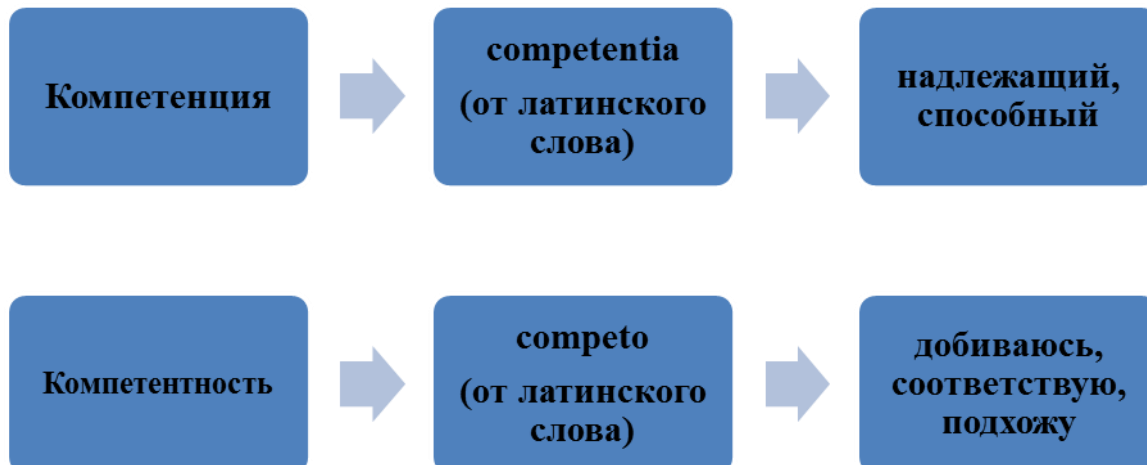 Компетенция
competentia
(от латинского
слова)
надлежащий,
способный
Компетентность
competo
(от латинского
слова)
добиваюсь,
соответствую,
подхожу